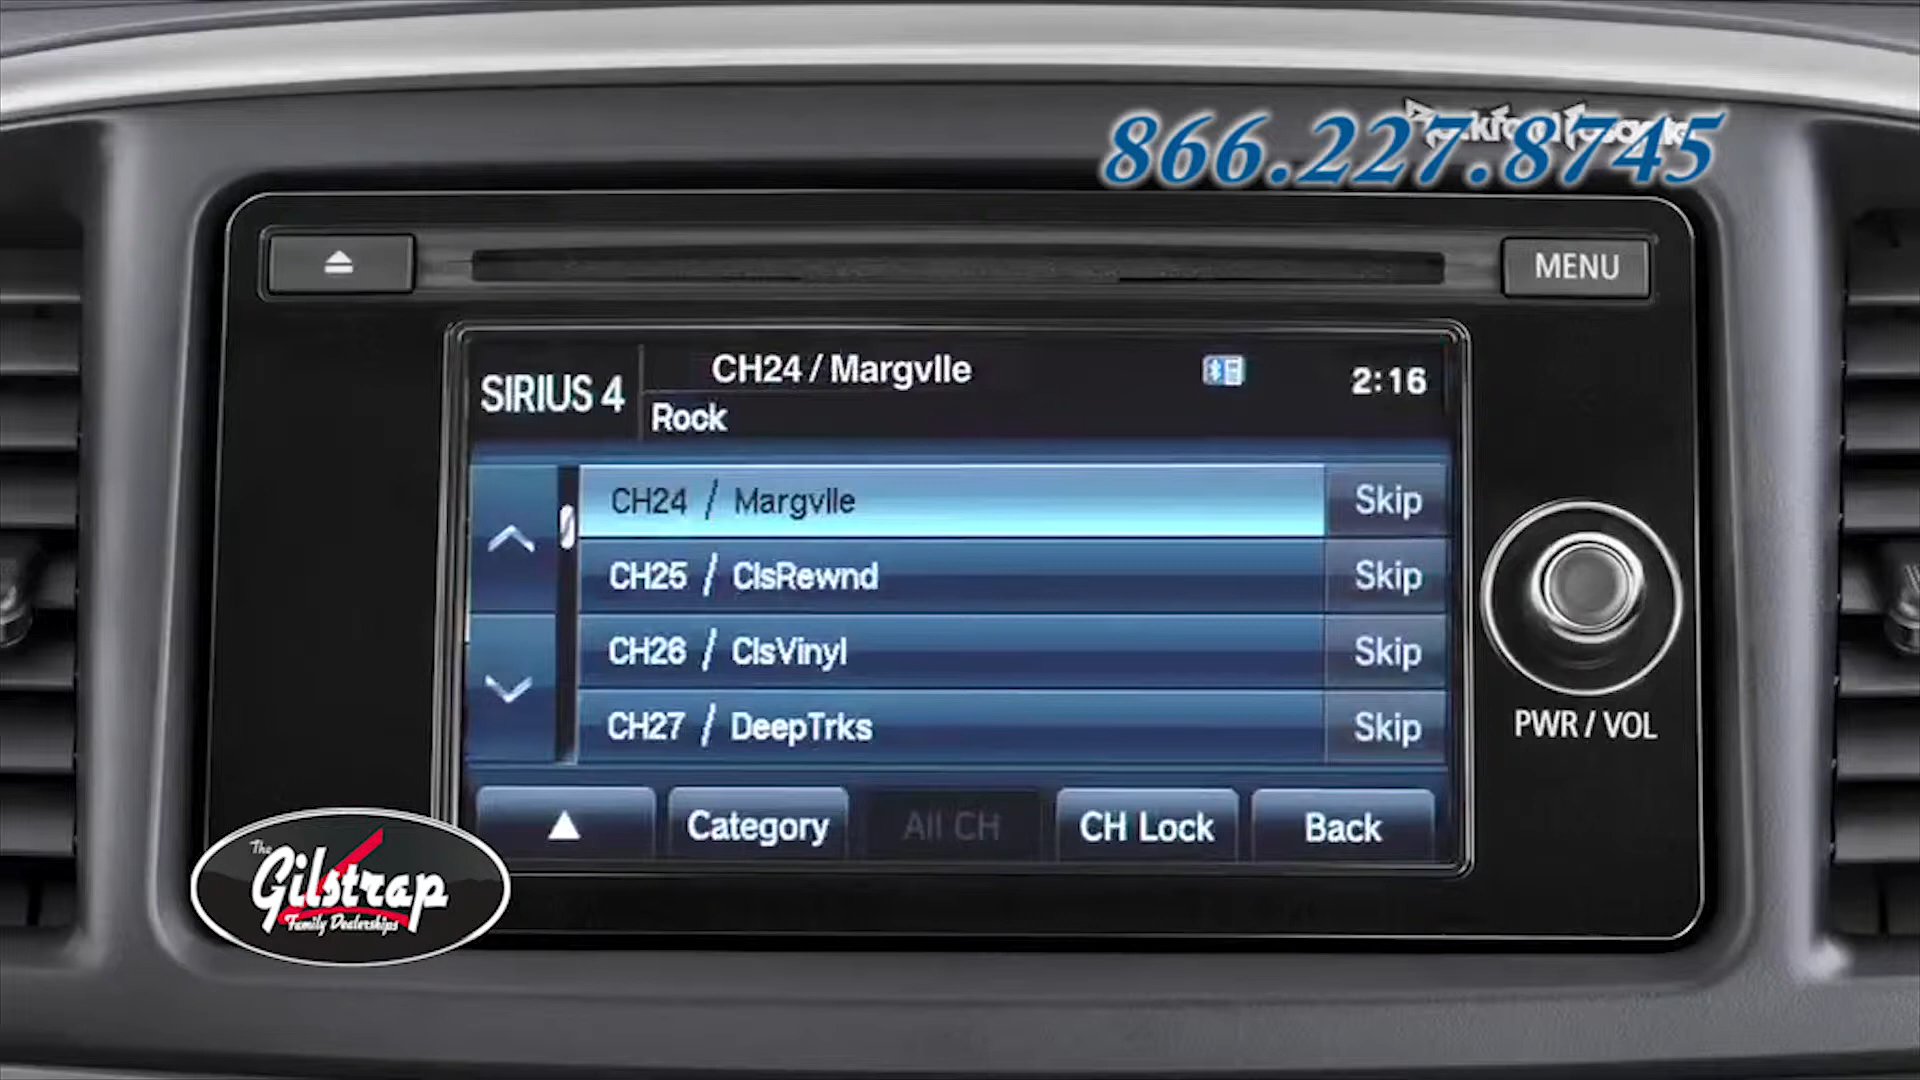 866.227.8745
MENU
SIRIUS 4
CH24 / Margvlle
2:16
Rock
CH24 / Margvlle Skip
CH25 / ClsRewnd Skip
CH26 / ClsVinyl Skip
CH27 / DeepTrks Skip
PWR / VOL
Category
All CH
CH Lock
Back
The
Gilstrap
Family Dealerships